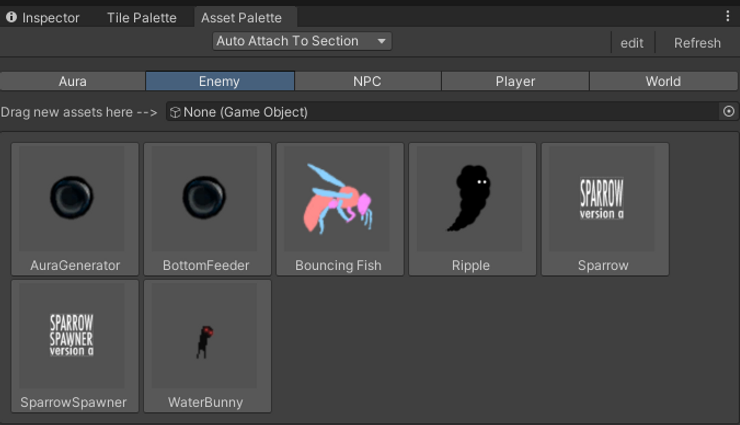 Inspector Tile Palette Asset Palette
Auto Attach To Section edit Refresh
Aura Enemy NPC Player World
Drag new assets here --> None (Game Object)
SPARROW
version a
AuraGenerator BottomFeeder Bouncing Fish Ripple Sparrow
SPARROW
SPAWNER
version a
SparrowSpawner WaterBunny